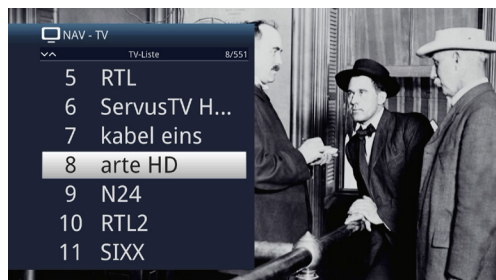 NAV - TV
TV-Liste 8/551
5 RTL
6 ServusTV H...
7 kabel eins
8 arte HD
9 N24
10 RTL2
11 SIXX